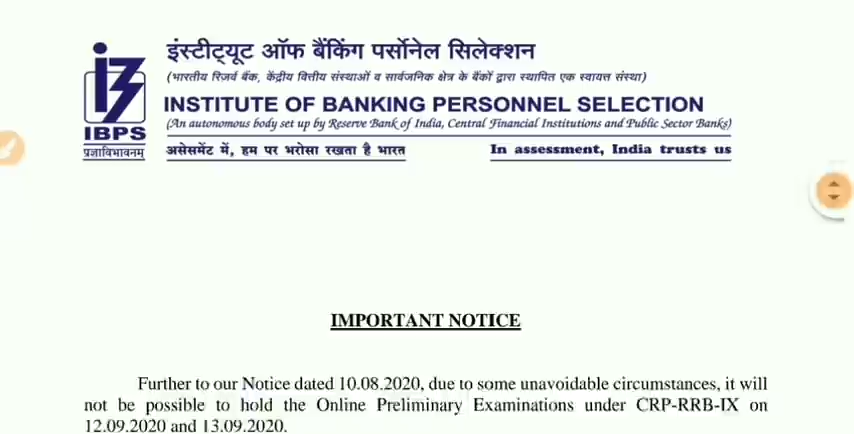 इंस्टीट्यूट ऑफ बैंकिंग पर्सोनेल सिलेक्शन
(भारतीय रिजर्व बैंक, केंद्रीय वित्तीय संस्थाओं व सार्वजनिक क्षेत्र के बैंकों द्वारा स्थापित एक स्वायत्त संस्था)
INSTITUTE OF BANKING PERSONNEL SELECTION
(An autonomous body set up by Reserve Bank of India, Central Financial Institutions and Public Sector Banks)
IBPS
प्रज्ञाविभावनम्
असेसमेंट में, हम पर भरोसा रखता है भारत
In assessment, India trusts us
IMPORTANT NOTICE
Further to our Notice dated 10.08.2020, due to some unavoidable circumstances, it will
not be possible to hold the Online Preliminary Examinations under CRP-RRB-IX on
12.09.2020 and 13.09.2020.